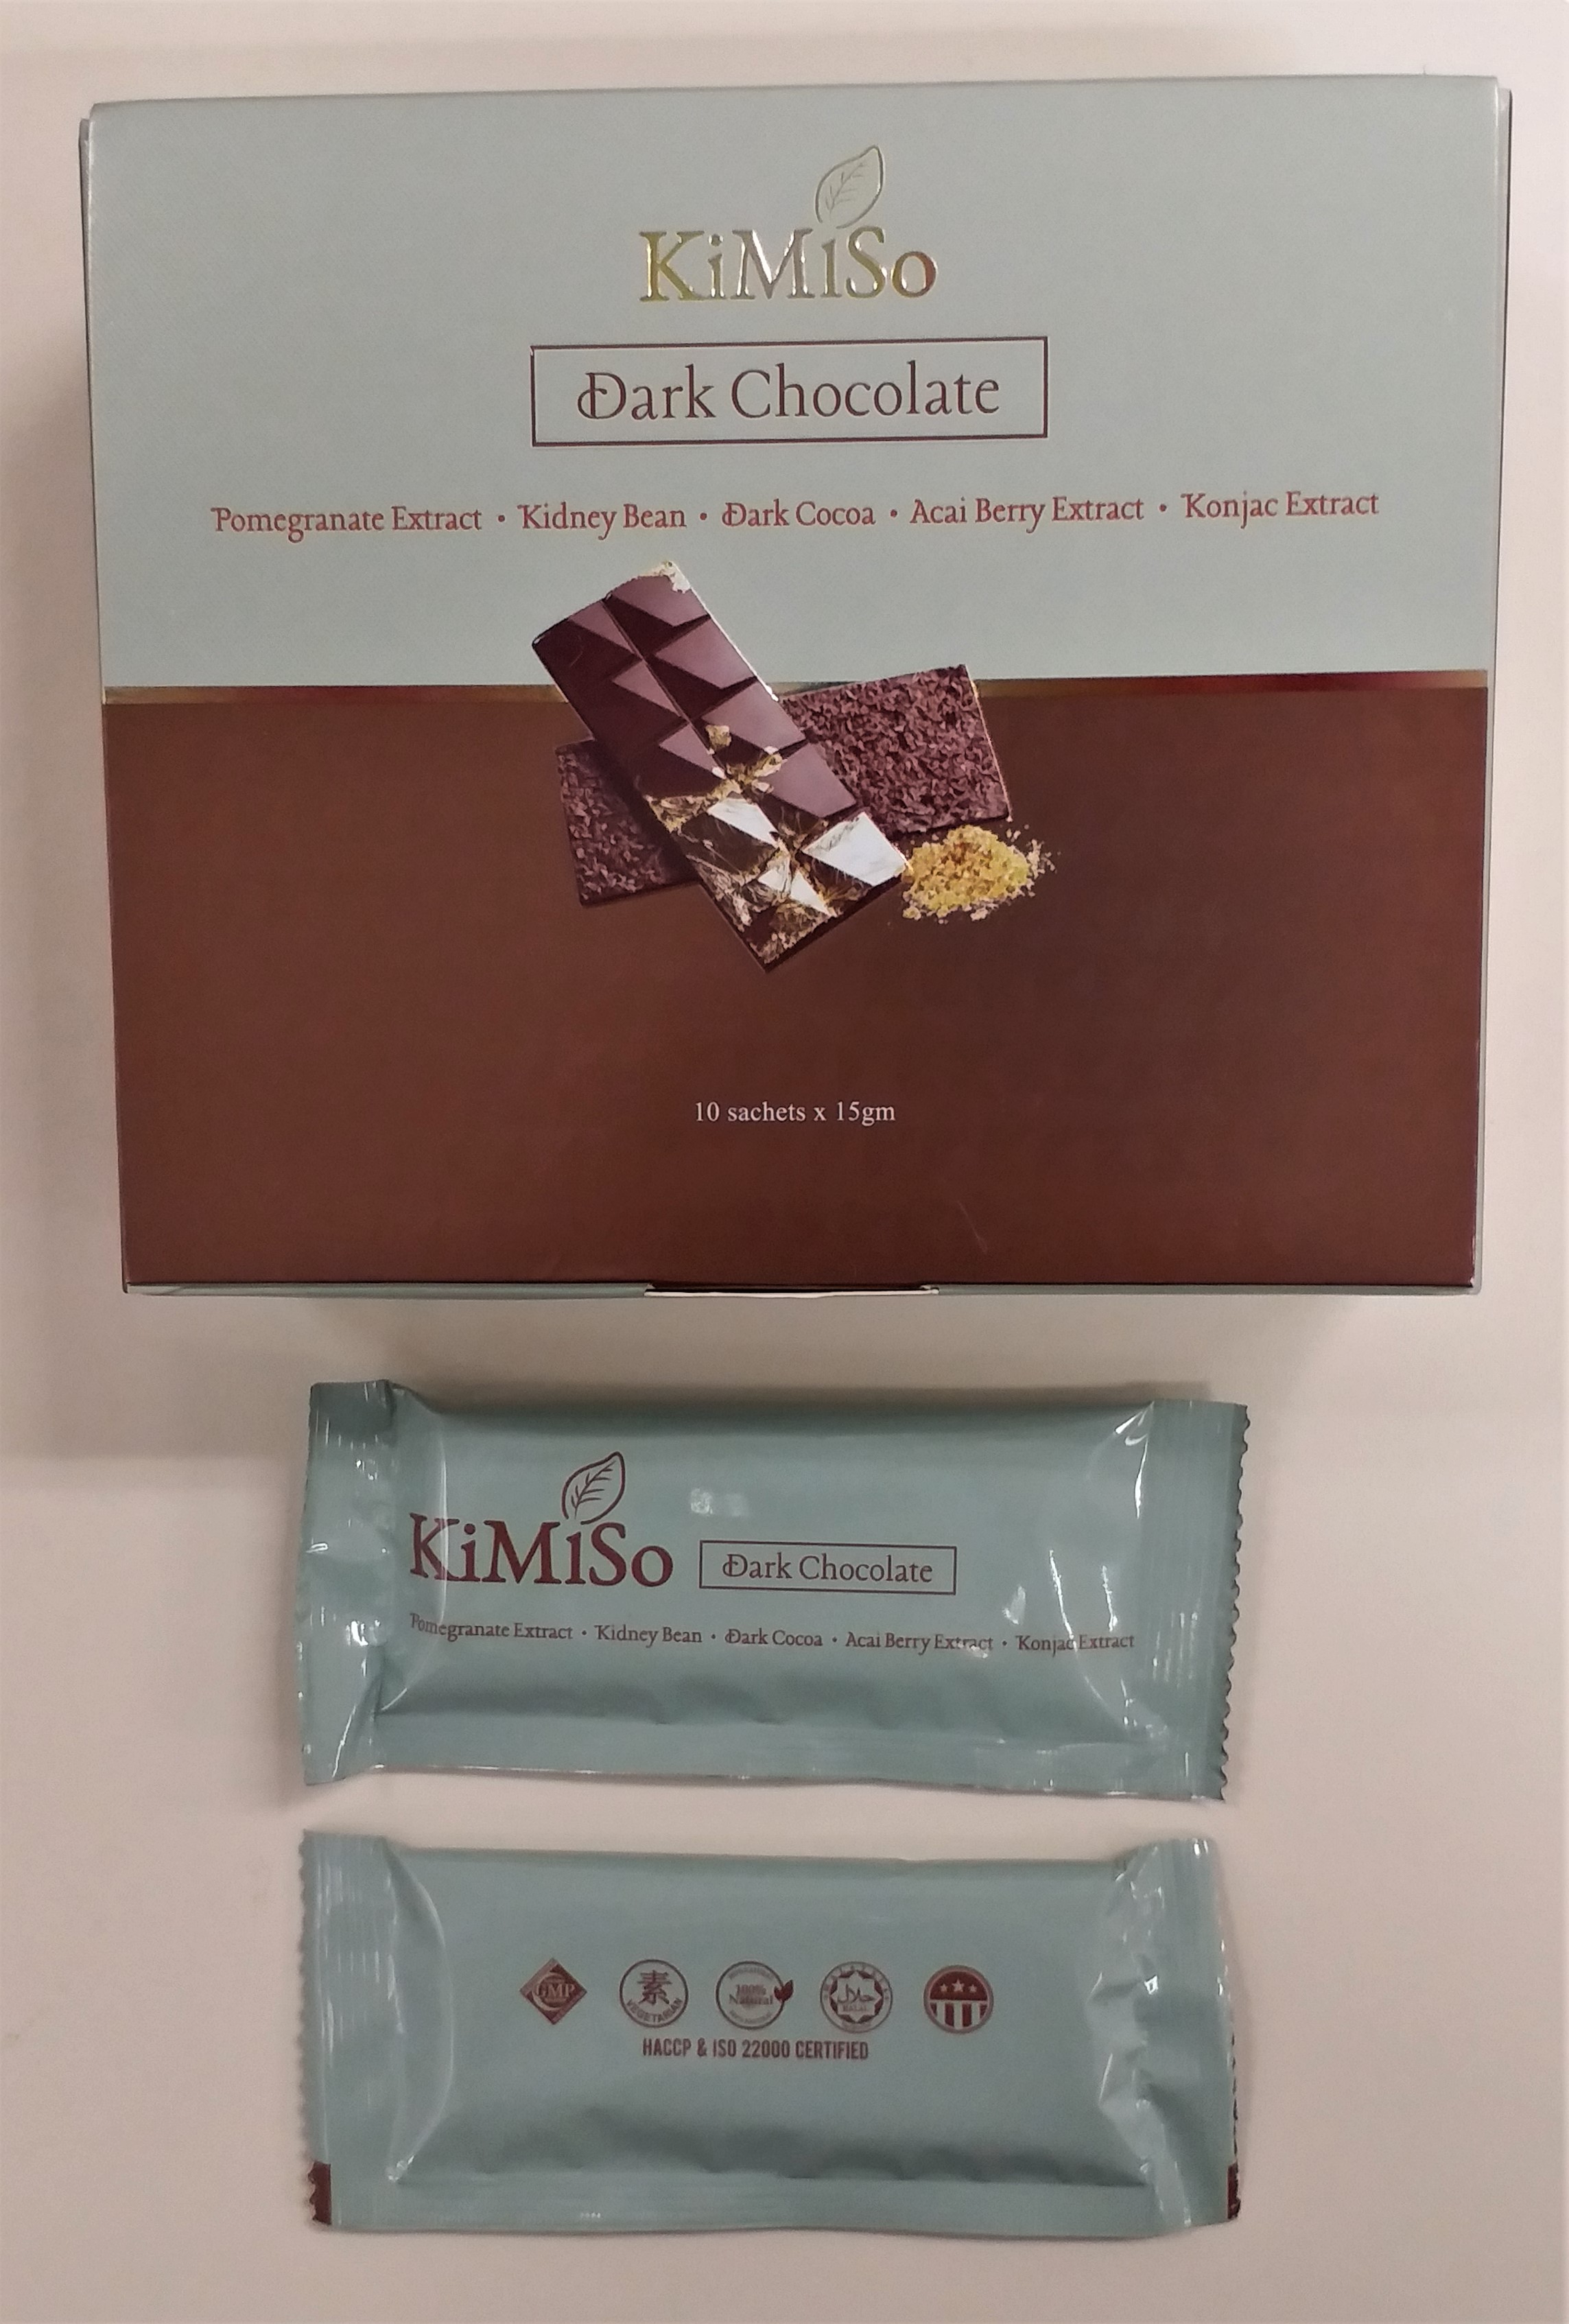 KiMiSo
Dark Chocolate
Pomegranate Extract • Kidney Bean • Dark Cocoa • Acai Berry Extract • Konjac Extract
10 sachets x 15gm
KiMiSo
Dark Chocolate
Pomegranate Extract • Kidney Bean • Dark Cocoa • Acai Berry Extract • Konjac Extract
GMP
素
VEGETARIAN
100%
Natural
حلال
HALAL
HACCP & ISO 22000 CERTIFIED